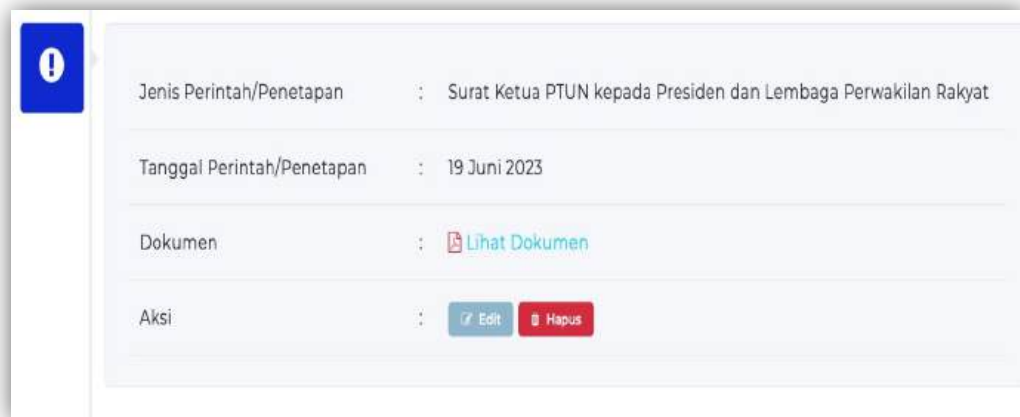 Jenis Perintah/Penetapan : Surat Ketua PTUN kepada Presiden dan Lembaga Perwakilan Rakyat
Tanggal Perintah/Penetapan : 19 Juni 2023
Dokumen : Lihat Dokumen
Aksi : Edit Hapus